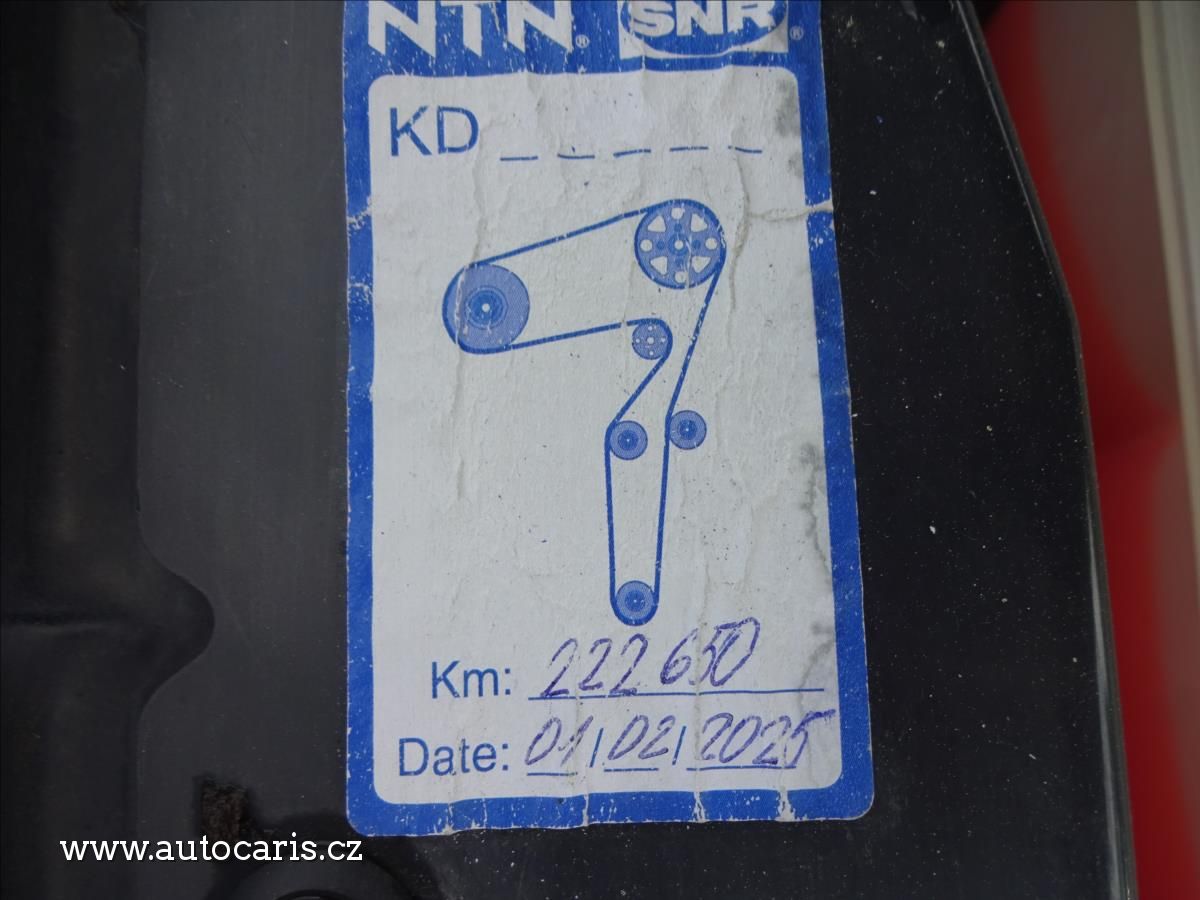 NTN® SNR®
KD _ _ _ _ _
Km: 222 650
Date: 01/02/2025
www.autocaris.cz